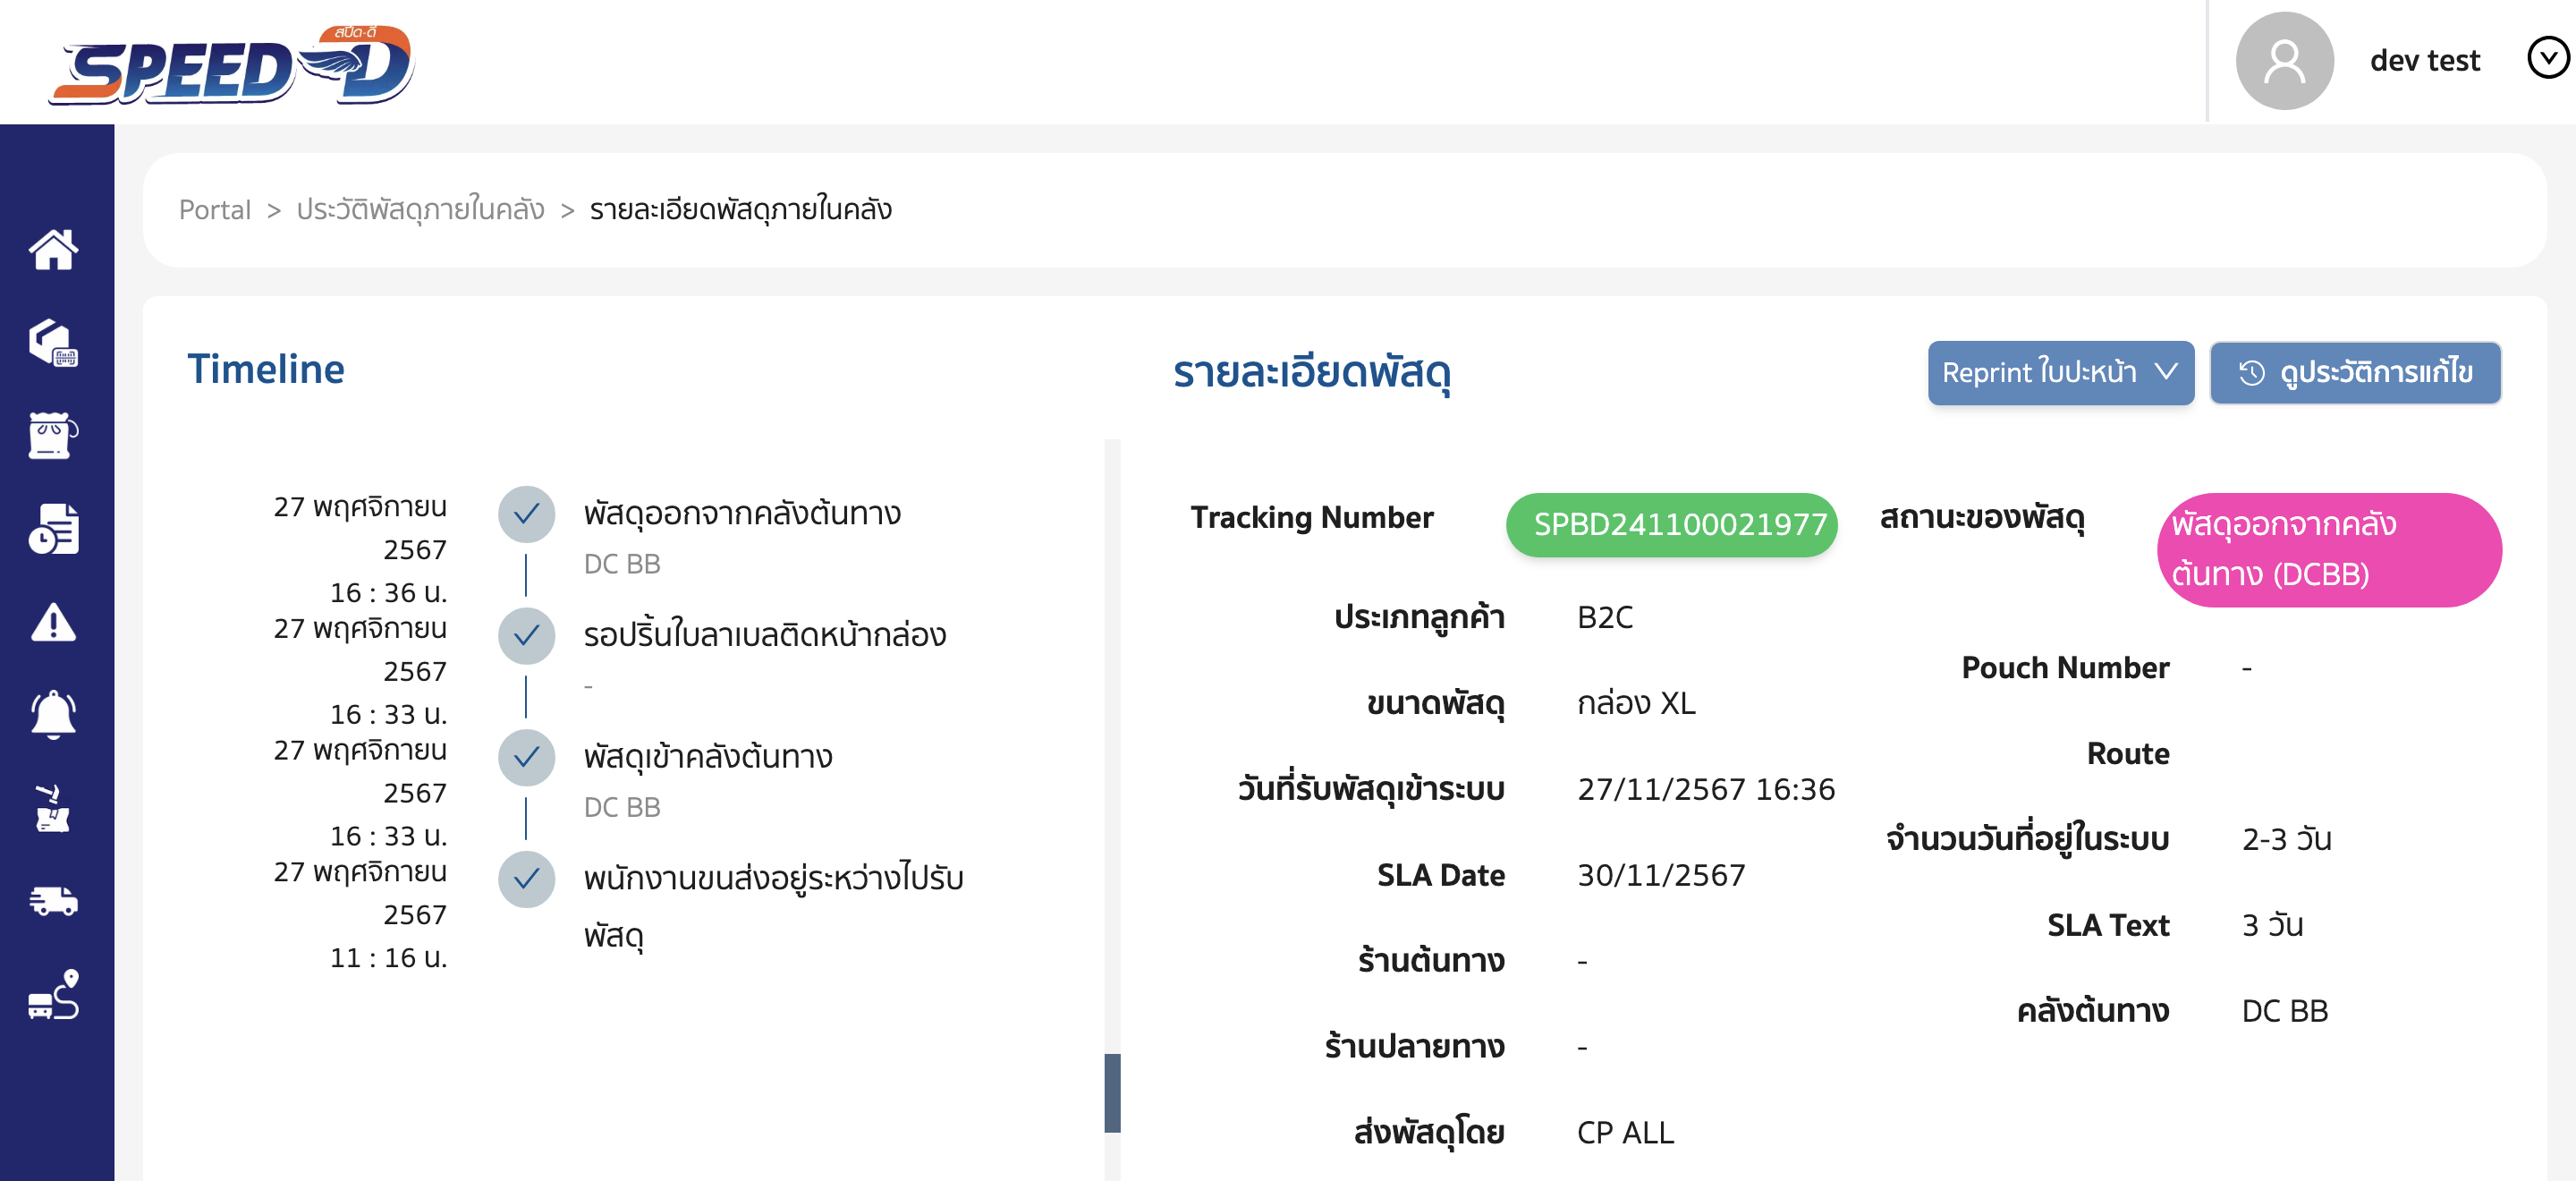 สปีด-ดี
SPEED-D
dev test
Portal > ประวัติพัสดุภายในคลัง > รายละเอียดพัสดุภายในคลัง
Timeline
27 พฤศจิกายน
2567
16 : 36 น.
พัสดุออกจากคลังต้นทาง
DC BB
27 พฤศจิกายน
2567
16 : 33 น.
รอปริ้นใบลาเบลติดหน้ากล่อง
-
27 พฤศจิกายน
2567
16 : 33 น.
พัสดุเข้าคลังต้นทาง
DC BB
27 พฤศจิกายน
2567
11 : 16 น.
พนักงานขนส่งอยู่ระหว่างไปรับ
พัสดุ
รายละเอียดพัสดุ
Reprint ใบปะหน้า
ดูประวัติการแก้ไข
Tracking Number SPBD241100021977
ประเภทลูกค้า B2C
ขนาดพัสดุ กล่อง XL
วันที่รับพัสดุเข้าระบบ 27/11/2567 16:36
SLA Date 30/11/2567
ร้านต้นทาง -
ร้านปลายทาง -
ส่งพัสดุโดย CP ALL
สถานะของพัสดุ พัสดุออกจากคลัง
ต้นทาง (DCBB)
Pouch Number -
Route
จำนวนวันที่อยู่ในระบบ 2-3 วัน
SLA Text 3 วัน
คลังต้นทาง DC BB